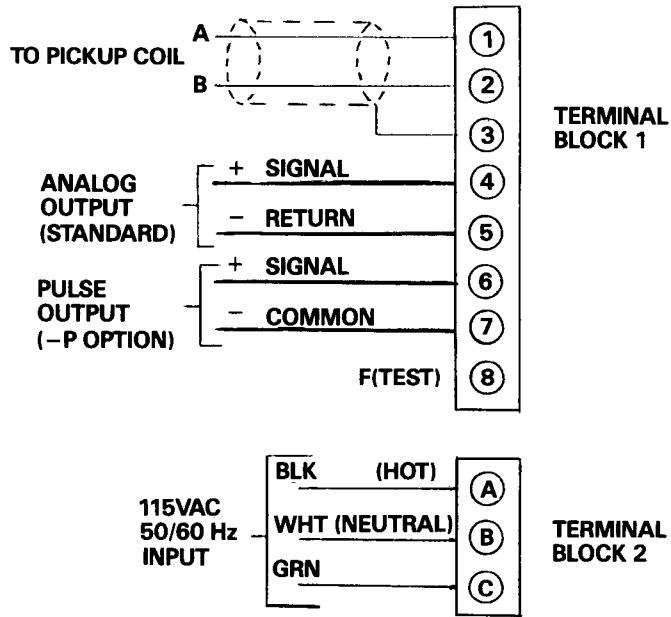 A
TO PICKUP COIL
B
1
2
3
TERMINAL
BLOCK 1
ANALOG
OUTPUT
(STANDARD)
+ SIGNAL
4
− RETURN
5
PULSE
OUTPUT
(−P OPTION)
+ SIGNAL
6
− COMMON
7
F(TEST)
8
115VAC
50/60 Hz
INPUT
BLK (HOT)
A
WHT (NEUTRAL)
B
GRN
C
TERMINAL
BLOCK 2